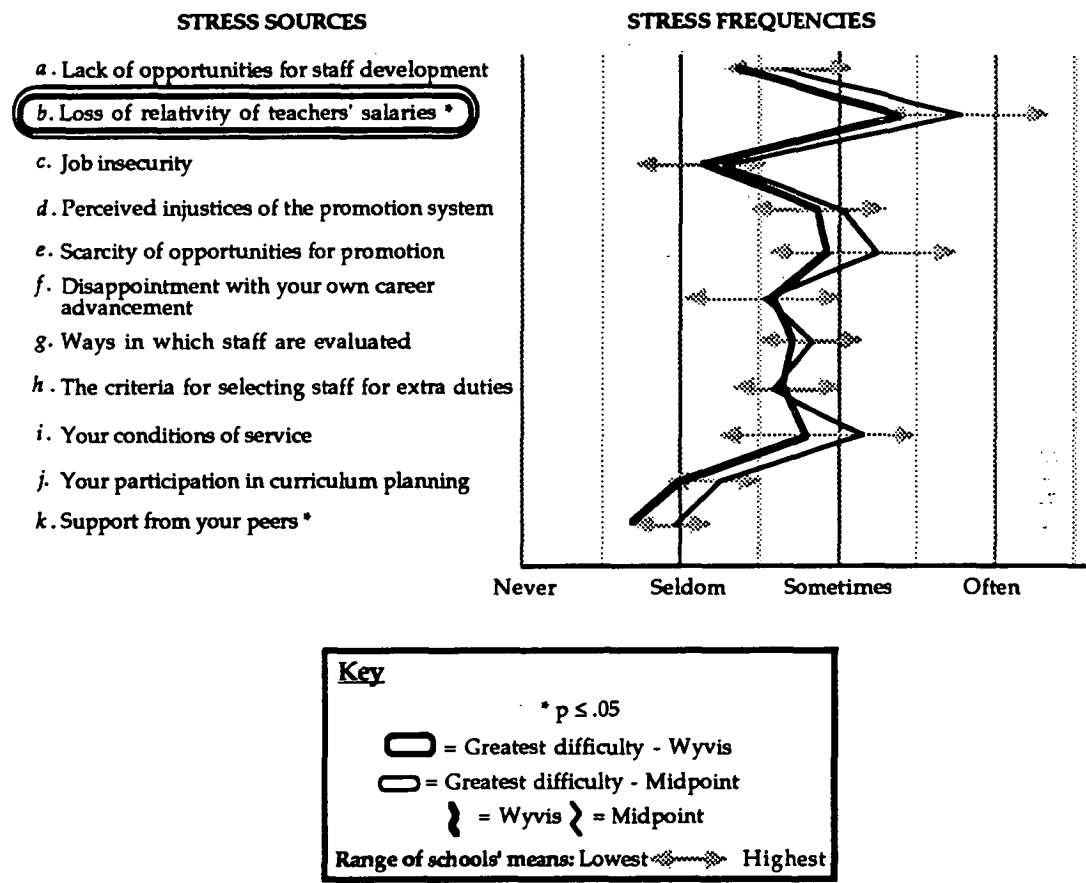 STRESS SOURCES STRESS FREQUENCIES
a. Lack of opportunities for staff development
b. Loss of relativity of teachers' salaries *
c. Job insecurity
d. Perceived injustices of the promotion system
e. Scarcity of opportunities for promotion
f. Disappointment with your own career
advancement
g. Ways in which staff are evaluated
h. The criteria for selecting staff for extra duties
i. Your conditions of service
j. Your participation in curriculum planning
k. Support from your peers *
Never Seldom Sometimes Often
Key
* p ≤ .05
= Greatest difficulty - Wyvis
= Greatest difficulty - Midpoint
= Wyvis = Midpoint
Range of schools' means: Lowest Highest